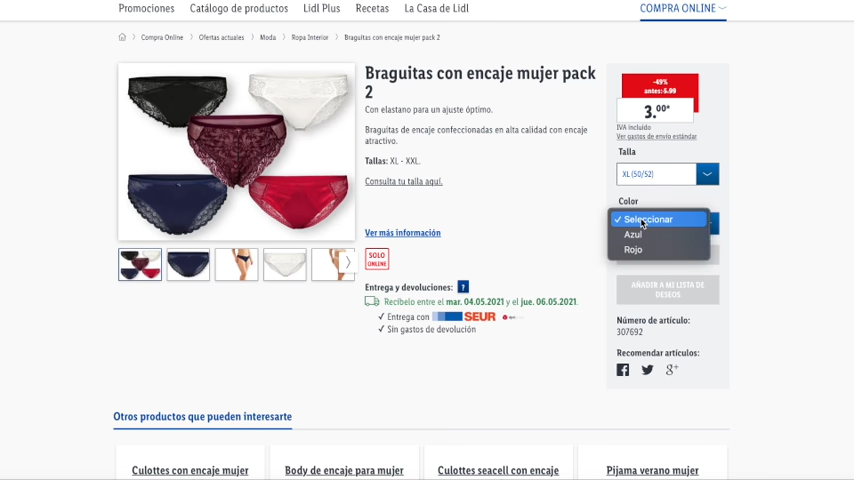 Promociones
Catálogo de productos
Lidl Plus
Recetas
La Casa de Lidl
COMPRA ONLINE
Compra Online
Ofertas actuales
Moda
Ropa Interior
Braguitas con encaje mujer pack 2
Braguitas con encaje mujer pack
2
Con elastano para un ajuste óptimo.
Braguitas de encaje confeccionadas en alta calidad con encaje
atractivo.
Tallas: XL - XXL.
Consulta tu talla aquí.
Ver más información
SOLO
ONLINE
Entrega y devoluciones: ?
Recíbelo entre el mar. 04.05.2021 y el jue. 06.05.2021.
✓ Entrega con SEUR
✓ Sin gastos de devolución
-49%
antes: 5.99
3.00*
IVA incluido
Ver gastos de envío estándar
Talla
XL (50/52)
Color
✓ Seleccionar
Azul
Rojo
AÑADIR A MI LISTA DE
DESEOS
Número de artículo:
307692
Recomendar artículos:
g+
Otros productos que pueden interesarte
Culottes con encaje mujer
Body de encaje para mujer
Culottes seacell con encaje
Pijama verano mujer